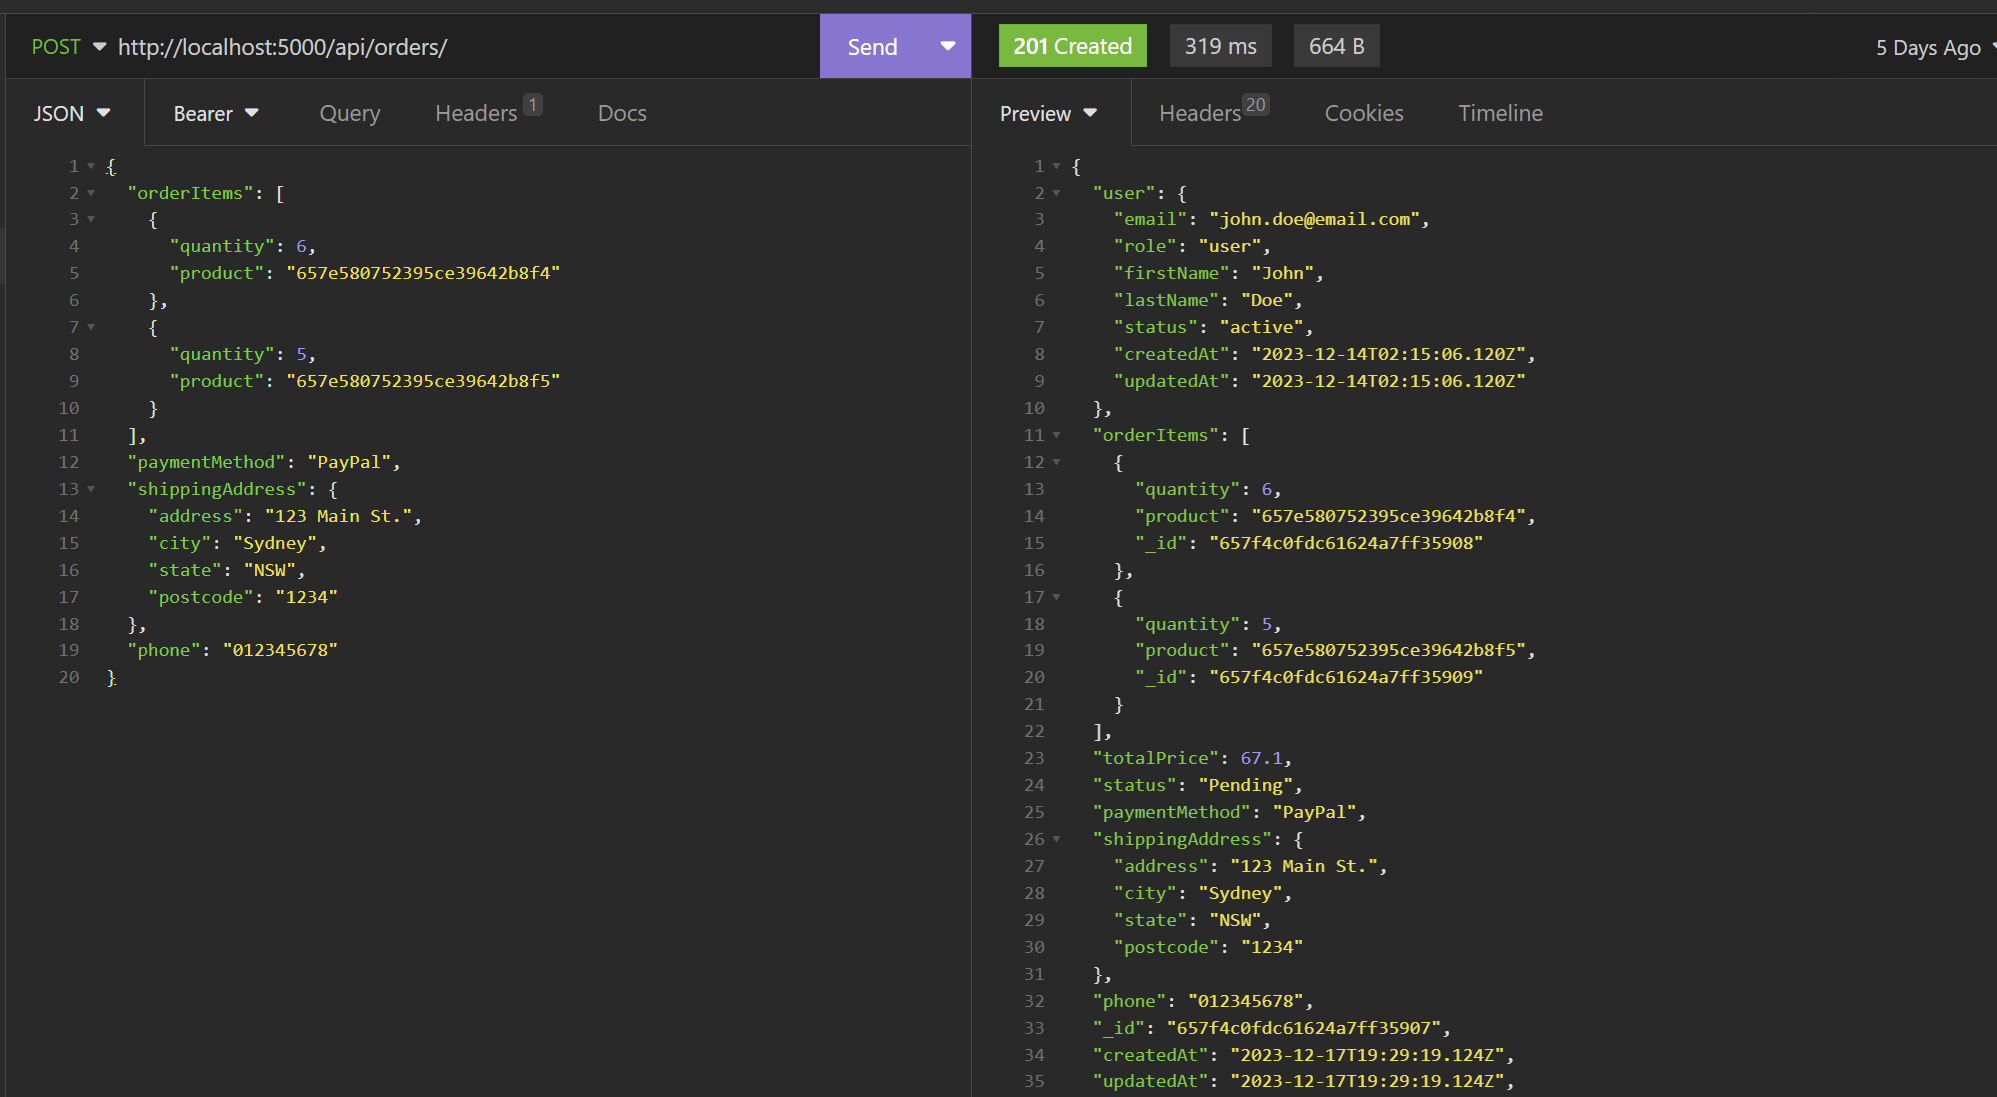 POST http://localhost:5000/api/orders/ Send
JSON Bearer Query Headers 1 Docs
1 {
2 "orderItems": [
3 {
4 "quantity": 6,
5 "product": "657e580752395ce39642b8f4"
6 },
7 {
8 "quantity": 5,
9 "product": "657e580752395ce39642b8f5"
10 }
11 ],
12 "paymentMethod": "PayPal",
13 "shippingAddress": {
14 "address": "123 Main St.",
15 "city": "Sydney",
16 "state": "NSW",
17 "postcode": "1234"
18 },
19 "phone": "012345678"
20 }
201 Created 319 ms 664 B 5 Days Ago
Preview Headers 20 Cookies Timeline
1 {
2 "user": {
3 "email": "john.doe@email.com",
4 "role": "user",
5 "firstName": "John",
6 "lastName": "Doe",
7 "status": "active",
8 "createdAt": "2023-12-14T02:15:06.120Z",
9 "updatedAt": "2023-12-14T02:15:06.120Z"
10 },
11 "orderItems": [
12 {
13 "quantity": 6,
14 "product": "657e580752395ce39642b8f4",
15 "_id": "657f4c0fdc61624a7ff35908"
16 },
17 {
18 "quantity": 5,
19 "product": "657e580752395ce39642b8f5",
20 "_id": "657f4c0fdc61624a7ff35909"
21 }
22 ],
23 "totalPrice": 67.1,
24 "status": "Pending",
25 "paymentMethod": "PayPal",
26 "shippingAddress": {
27 "address": "123 Main St.",
28 "city": "Sydney",
29 "state": "NSW",
30 "postcode": "1234"
31 },
32 "phone": "012345678",
33 "_id": "657f4c0fdc61624a7ff35907",
34 "createdAt": "2023-12-17T19:29:19.124Z",
35 "updatedAt": "2023-12-17T19:29:19.124Z",